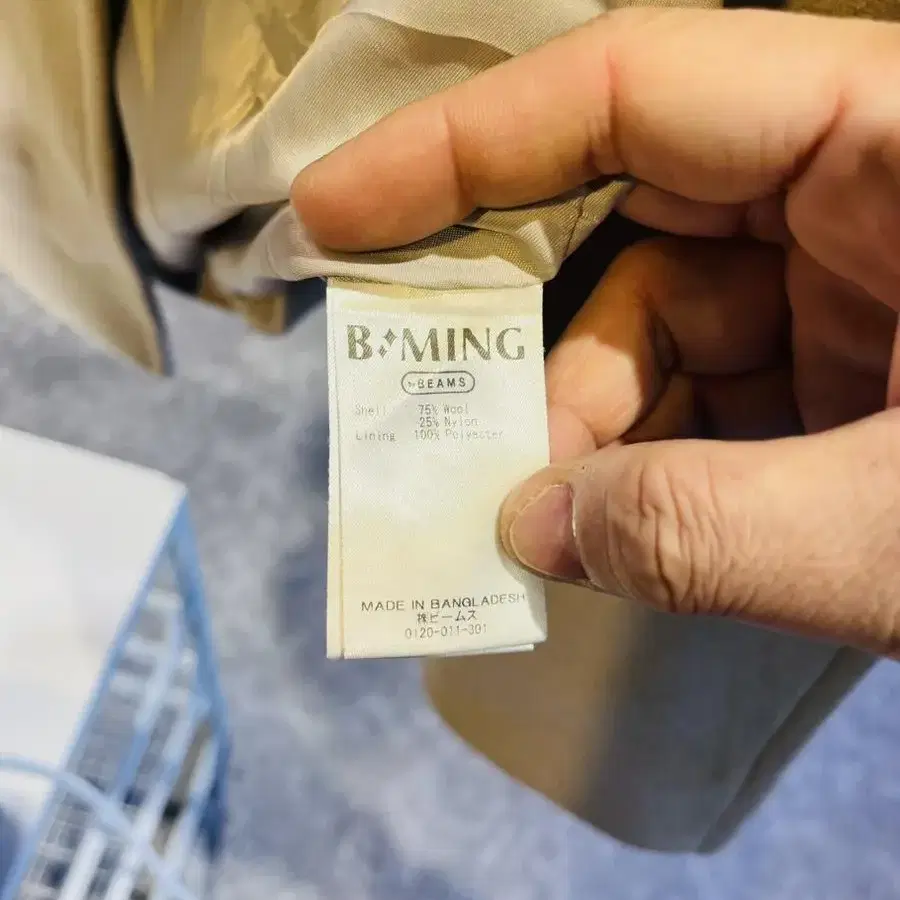 B:MING
by BEAMS
Shell 75% Wool
25% Nylon
Lining 100% Polyester
MADE IN BANGLADESH
㈱ビームス
0120-011-301